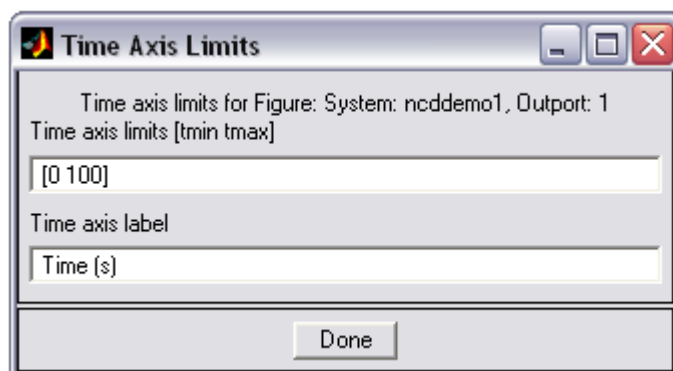 Time Axis Limits
Time axis limits for Figure: System: ncddemo1, Outport: 1
Time axis limits [tmin tmax]
[0 100]
Time axis label
Time (s)
Done